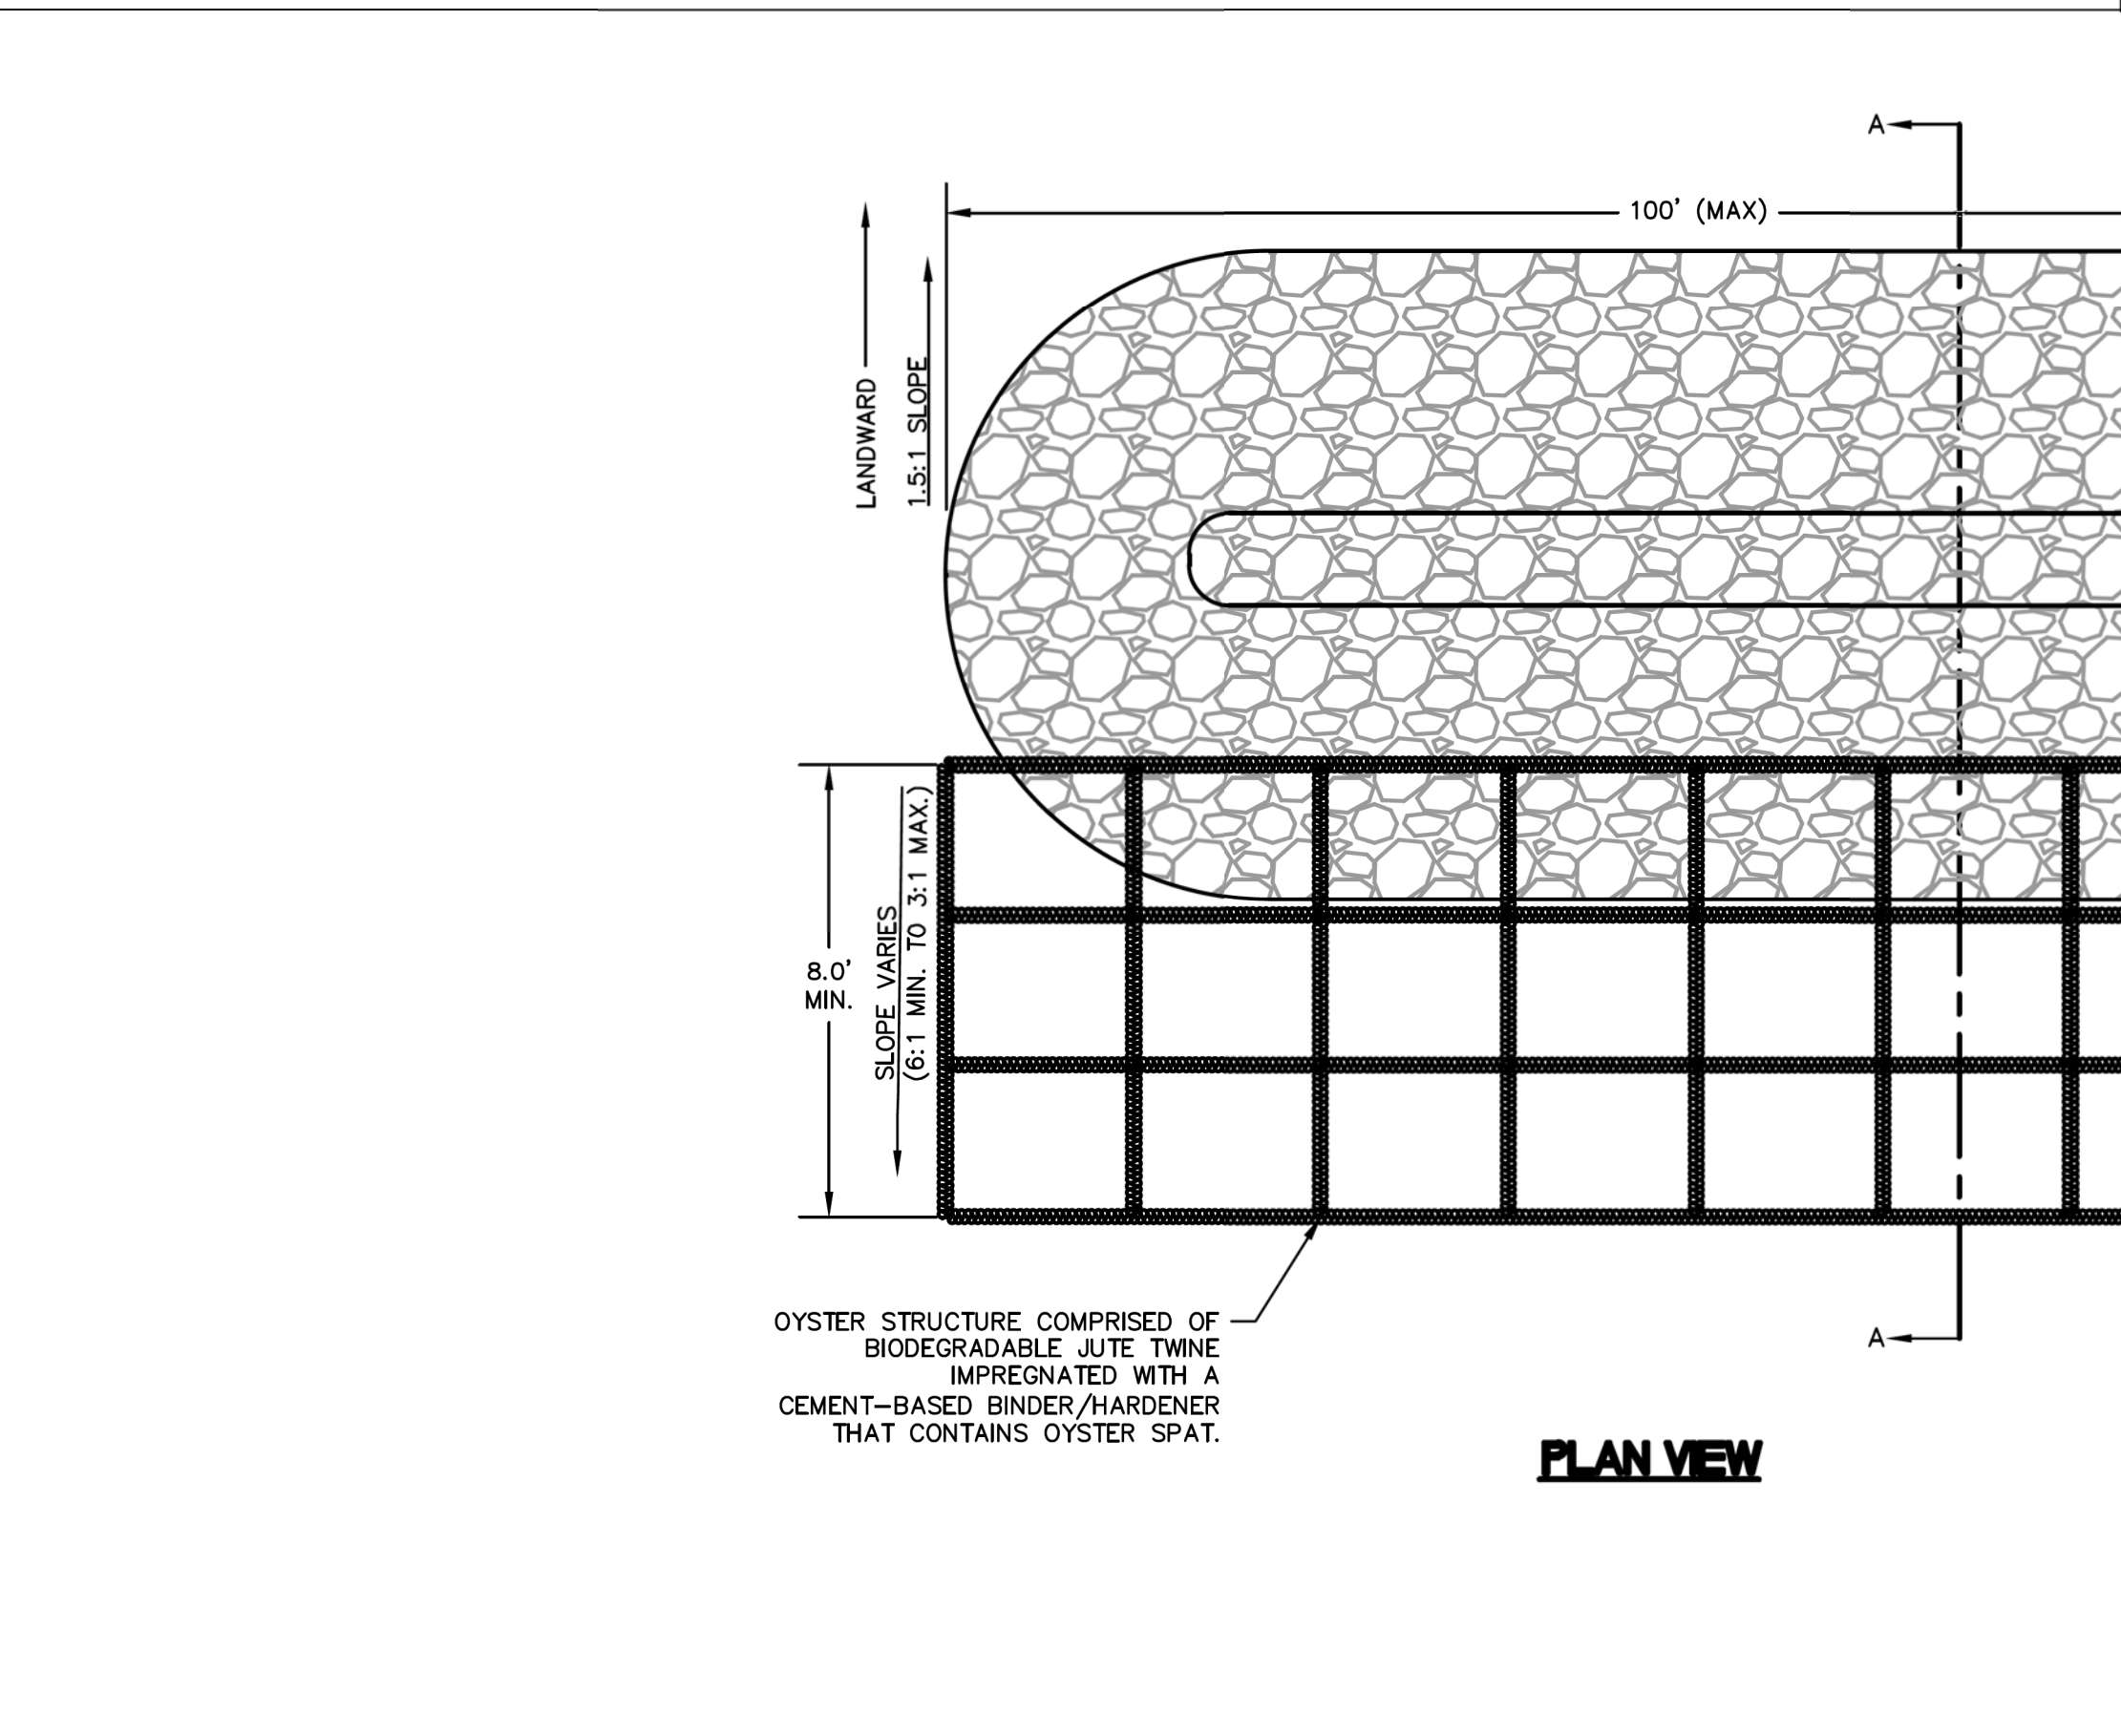 A
100' (MAX)
LANDWARD
1.5:1 SLOPE
8.0'
MIN.
SLOPE VARIES
(6:1 MIN. TO 3:1 MAX.)
OYSTER STRUCTURE COMPRISED OF
BIODEGRADABLE JUTE TWINE
IMPREGNATED WITH A
CEMENT-BASED BINDER/HARDENER
THAT CONTAINS OYSTER SPAT.
A
PLAN VIEW